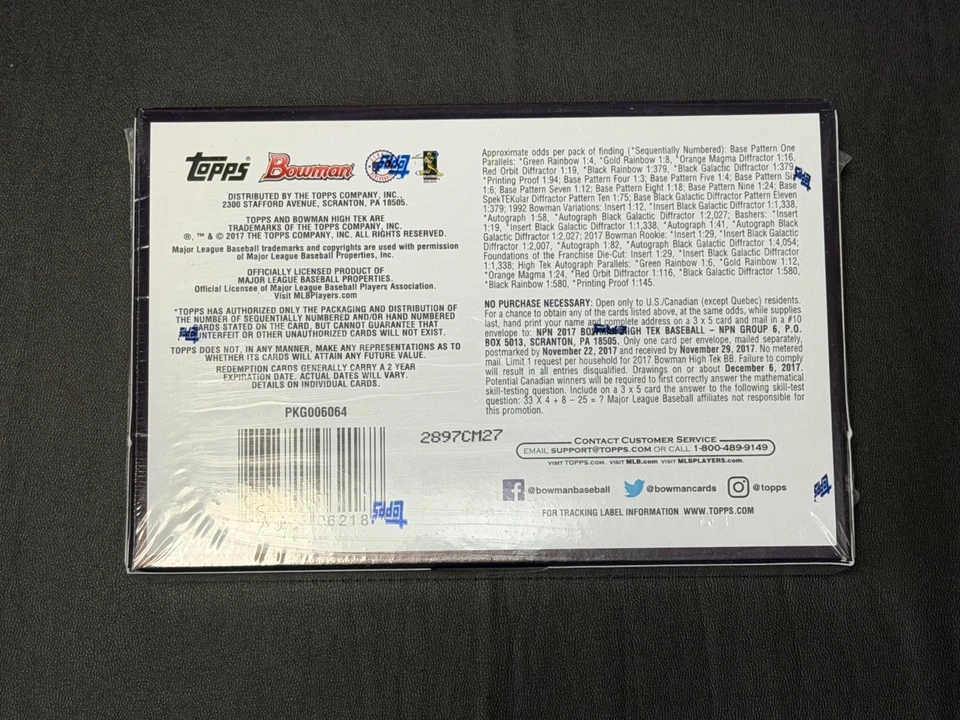 TOPPS® Bowman®
DISTRIBUTED BY THE TOPPS COMPANY, INC.,
2300 STAFFORD AVENUE, SCRANTON, PA 18505.
TOPPS AND BOWMAN HIGH TEK ARE
TRADEMARKS OF THE TOPPS COMPANY, INC.
®, ™ & © 2017 THE TOPPS COMPANY, INC. ALL RIGHTS RESERVED.
Major League Baseball trademarks and copyrights are used with permission
of Major League Baseball Properties, Inc.
OFFICIALLY LICENSED PRODUCT OF
MAJOR LEAGUE BASEBALL PROPERTIES.
Official Licensee of Major League Baseball Players Association.
Visit MLBPlayers.com
*TOPPS HAS AUTHORIZED ONLY THE PACKAGING AND DISTRIBUTION OF
THE NUMBER OF SEQUENTIALLY NUMBERED AND/OR HAND NUMBERED
CARDS STATED ON THE CARD, BUT CANNOT GUARANTEE THAT
COUNTERFEIT OR OTHER UNAUTHORIZED CARDS WILL NOT EXIST.
TOPPS DOES NOT, IN ANY MANNER, MAKE ANY REPRESENTATIONS AS TO
WHETHER ITS CARDS WILL ATTAIN ANY FUTURE VALUE.
REDEMPTION CARDS GENERALLY CARRY A 2 YEAR
EXPIRATION DATE. ACTUAL DATES WILL VARY.
DETAILS ON INDIVIDUAL CARDS.
PKG006064
06218
Topps
Approximate odds per pack of finding (*Sequentially Numbered): Base Pattern One
Parallels: *Green Rainbow 1:4, *Gold Rainbow 1:8, *Orange Magma Diffractor 1:16,
Red Orbit Diffractor 1:19, *Black Rainbow 1:379, *Black Galactic Diffractor 1:379,
*Printing Proof 1:94; Base Pattern Four 1:3; Base Pattern Five 1:4; Base Pattern Six
1:6; Base Pattern Seven 1:12; Base Pattern Eight 1:18; Base Pattern Nine 1:24; Base
SpekTEKular Diffractor Pattern Ten 1:75; Base Black Galactic Diffractor Pattern Eleven
1:379; 1992 Bowman Variations: Insert 1:12, *Insert Black Galactic Diffractor 1:1,338,
*Autograph 1:58, *Autograph Black Galactic Diffractor 1:2,027; Bashers: *Insert
1:19, *Insert Black Galactic Diffractor 1:1,338, *Autograph 1:41, *Autograph Black
Galactic Diffractor 1:2,027; 2017 Bowman Rookie: *Insert 1:29, *Insert Black Galactic
Diffractor 1:2,007, *Autograph 1:82, *Autograph Black Galactic Diffractor 1:4,054;
Foundations of the Franchise Die-Cut: Insert 1:29, *Insert Black Galactic Diffractor
1:1,338; High Tek Autograph Parallels: *Green Rainbow 1:6, *Gold Rainbow 1:12,
*Orange Magma 1:24, *Red Orbit Diffractor 1:116, *Black Galactic Diffractor 1:580,
*Black Rainbow 1:580, *Printing Proof 1:145.
NO PURCHASE NECESSARY: Open only to U.S./Canadian (except Quebec) residents.
For a chance to obtain any of the cards listed above, at the same odds, while supplies
last, hand print your name and complete address on a 3 x 5 card and mail in a #10
envelope to: NPN 2017 BOWMAN HIGH TEK BASEBALL – NPN GROUP 6, P.O.
BOX 5013, SCRANTON, PA 18505. Only one card per envelope, mailed separately,
postmarked by November 22, 2017 and received by November 29, 2017. No metered
mail. Limit 1 request per household for 2017 Bowman High Tek BB. Failure to comply
will result in all entries disqualified. Drawings on or about December 6, 2017.
Potential Canadian winners will be required to first correctly answer the mathematical
skill-testing question. Include on a 3 x 5 card the answer to the following skill-test
question: 33 X 4 + 8 – 25 = ? Major League Baseball affiliates not responsible for
this promotion.
2897CM27
CONTACT CUSTOMER SERVICE
EMAIL SUPPORT@TOPPS.COM OR CALL 1-800-489-9149
VISIT TOPPS.COM. VISIT MLB.COM VISIT MLBPLAYERS.COM.
@bowmanbaseball @bowmancards @topps
FOR TRACKING LABEL INFORMATION WWW.TOPPS.COM